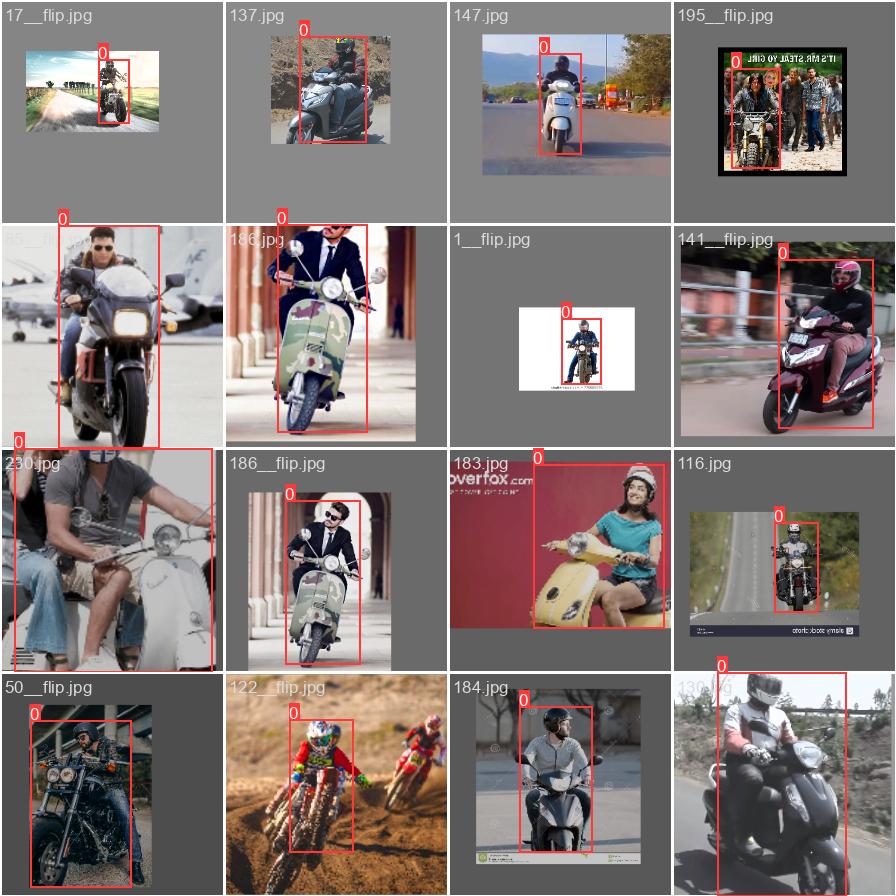 17__flip.jpg
0
137.jpg
0
147.jpg
0
195__flip.jpg
0
IT'S MR STEAL YO GIRL
85__flip.jpg
0
186.jpg
0
1__flip.jpg
0
141__flip.jpg
0
230.jpg
0
186__flip.jpg
0
183.jpg
0
overfox.com
116.jpg
0
alamy stock photo
50__flip.jpg
0
122__flip.jpg
0
184.jpg
0
0